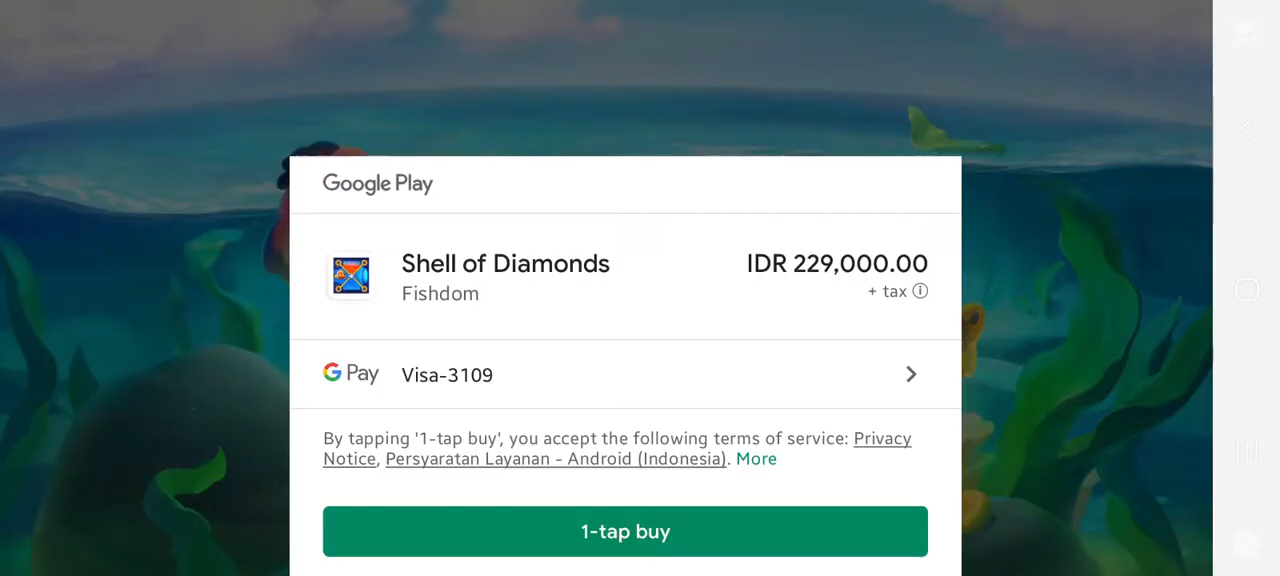 Google Play
Shell of Diamonds
IDR 229,000.00
Fishdom
+ tax
G Pay
Visa-3109
By tapping '1-tap buy', you accept the following terms of service: Privacy
Notice, Persyaratan Layanan - Android (Indonesia). More
1-tap buy